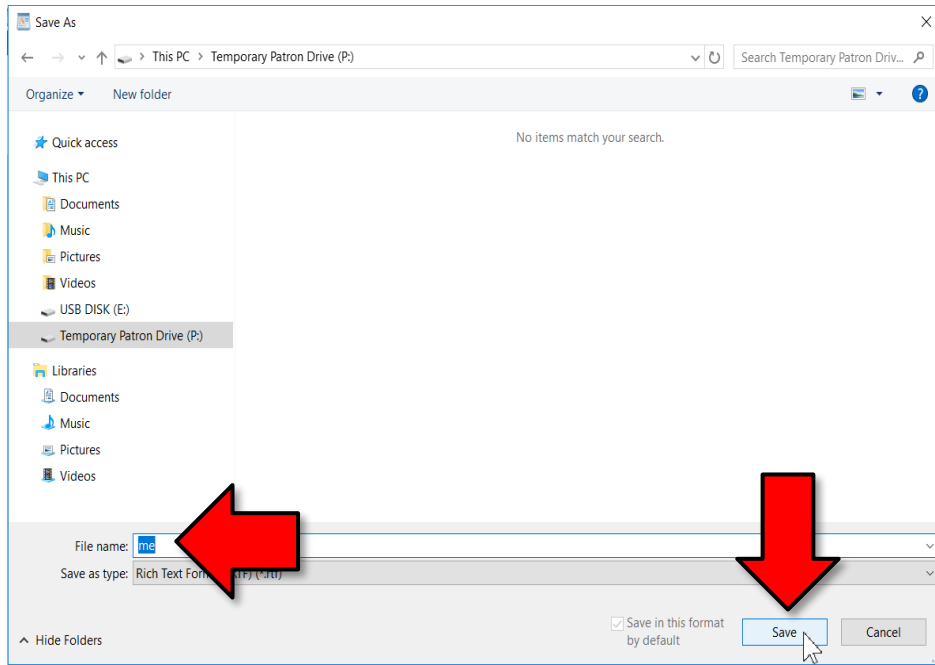 Save As
This PC > Temporary Patron Drive (P:)
Search Temporary Patron Driv...
Organize
New folder
?
No items match your search.
Quick access
This PC
Documents
Music
Pictures
Videos
USB DISK (E:)
Temporary Patron Drive (P:)
Libraries
Documents
Music
Pictures
Videos
File name: me
Save as type: Rich Text For (*.rtf)
Save in this format
by default
Hide Folders
Save
Cancel